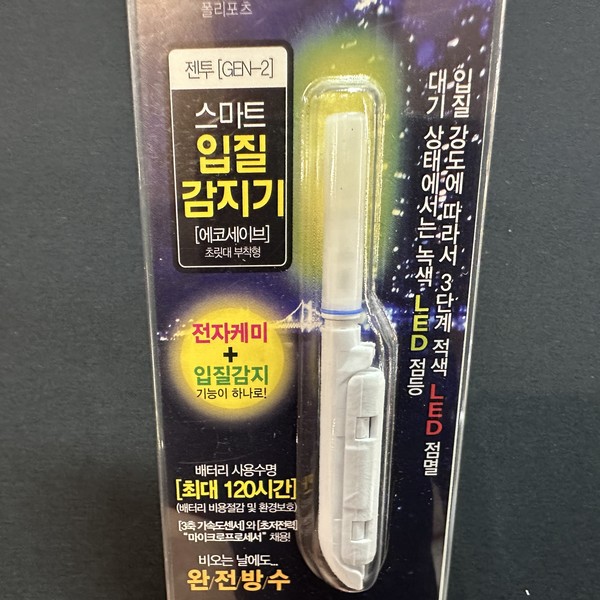 폴리포츠
젠투 [GEN-2]
스마트
입질
감지기
[에코세이브]
초릿대 부착형
전자케미
+
입질감지
기능이 하나로!
배터리 사용수명
[최대 120시간]
(배터리 비용절감 및 환경보호)
[3축 가속도센서] 와 [초저전력]
"마이크로프로세서" 채용!
비오는 날에도...
완/전/방/수
입질 강도에 따라서 3단계 적색 LED 점멸
대기 상태에서는 녹색 LED 점등